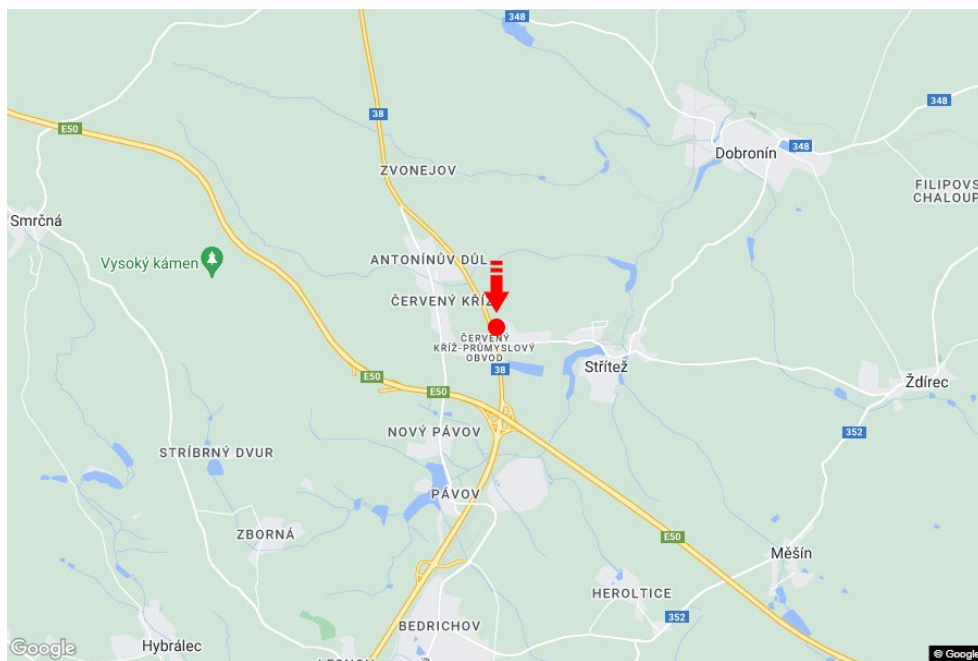 348
38
348
E50
348
Dobronín
ZVONEJOV
FILIPOVS
CHALOUP
Smrčná
Vysoký kámen
ANTONÍNŮV DŮL
ČERVENÝ KŘÍŽ
ČERVENÝ
KŘÍŽ-PRŮMYSLOVÝ
OBVOD
38
Střítež
E50
E50
Ždírec
352
NOVÝ PÁVOV
STRÍBRNÝ DVUR
PÁVOV
ZBORNÁ
E50
Měšín
HEROLTICE
BEDRICHOV
Google
Hybrálec
© Google